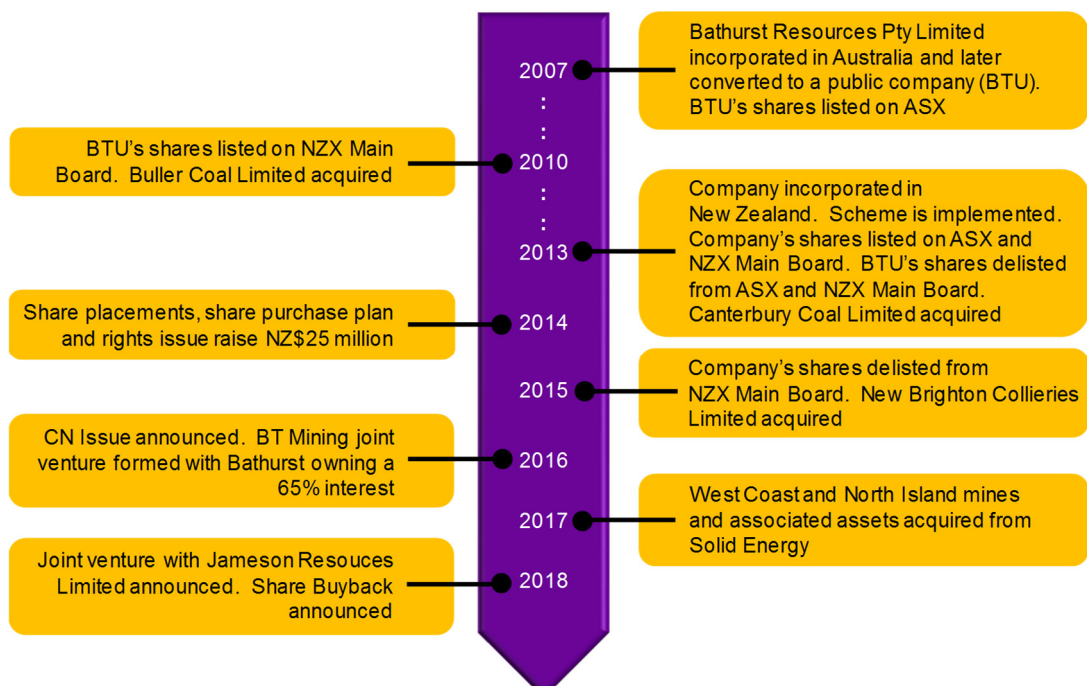 2007
Bathurst Resources Pty Limited
incorporated in Australia and later
converted to a public company (BTU).
BTU's shares listed on ASX
:
:
BTU's shares listed on NZX Main
Board. Buller Coal Limited acquired
2010
:
:
2013
Company incorporated in
New Zealand. Scheme is implemented.
Company's shares listed on ASX and
NZX Main Board. BTU's shares delisted
from ASX and NZX Main Board.
Canterbury Coal Limited acquired
Share placements, share purchase plan
and rights issue raise NZ$25 million
2014
2015
Company's shares delisted from
NZX Main Board. New Brighton Collieries
Limited acquired
CN Issue announced. BT Mining joint
venture formed with Bathurst owning a
65% interest
2016
2017
West Coast and North Island mines
and associated assets acquired from
Solid Energy
Joint venture with Jameson Resouces
Limited announced. Share Buyback
announced
2018